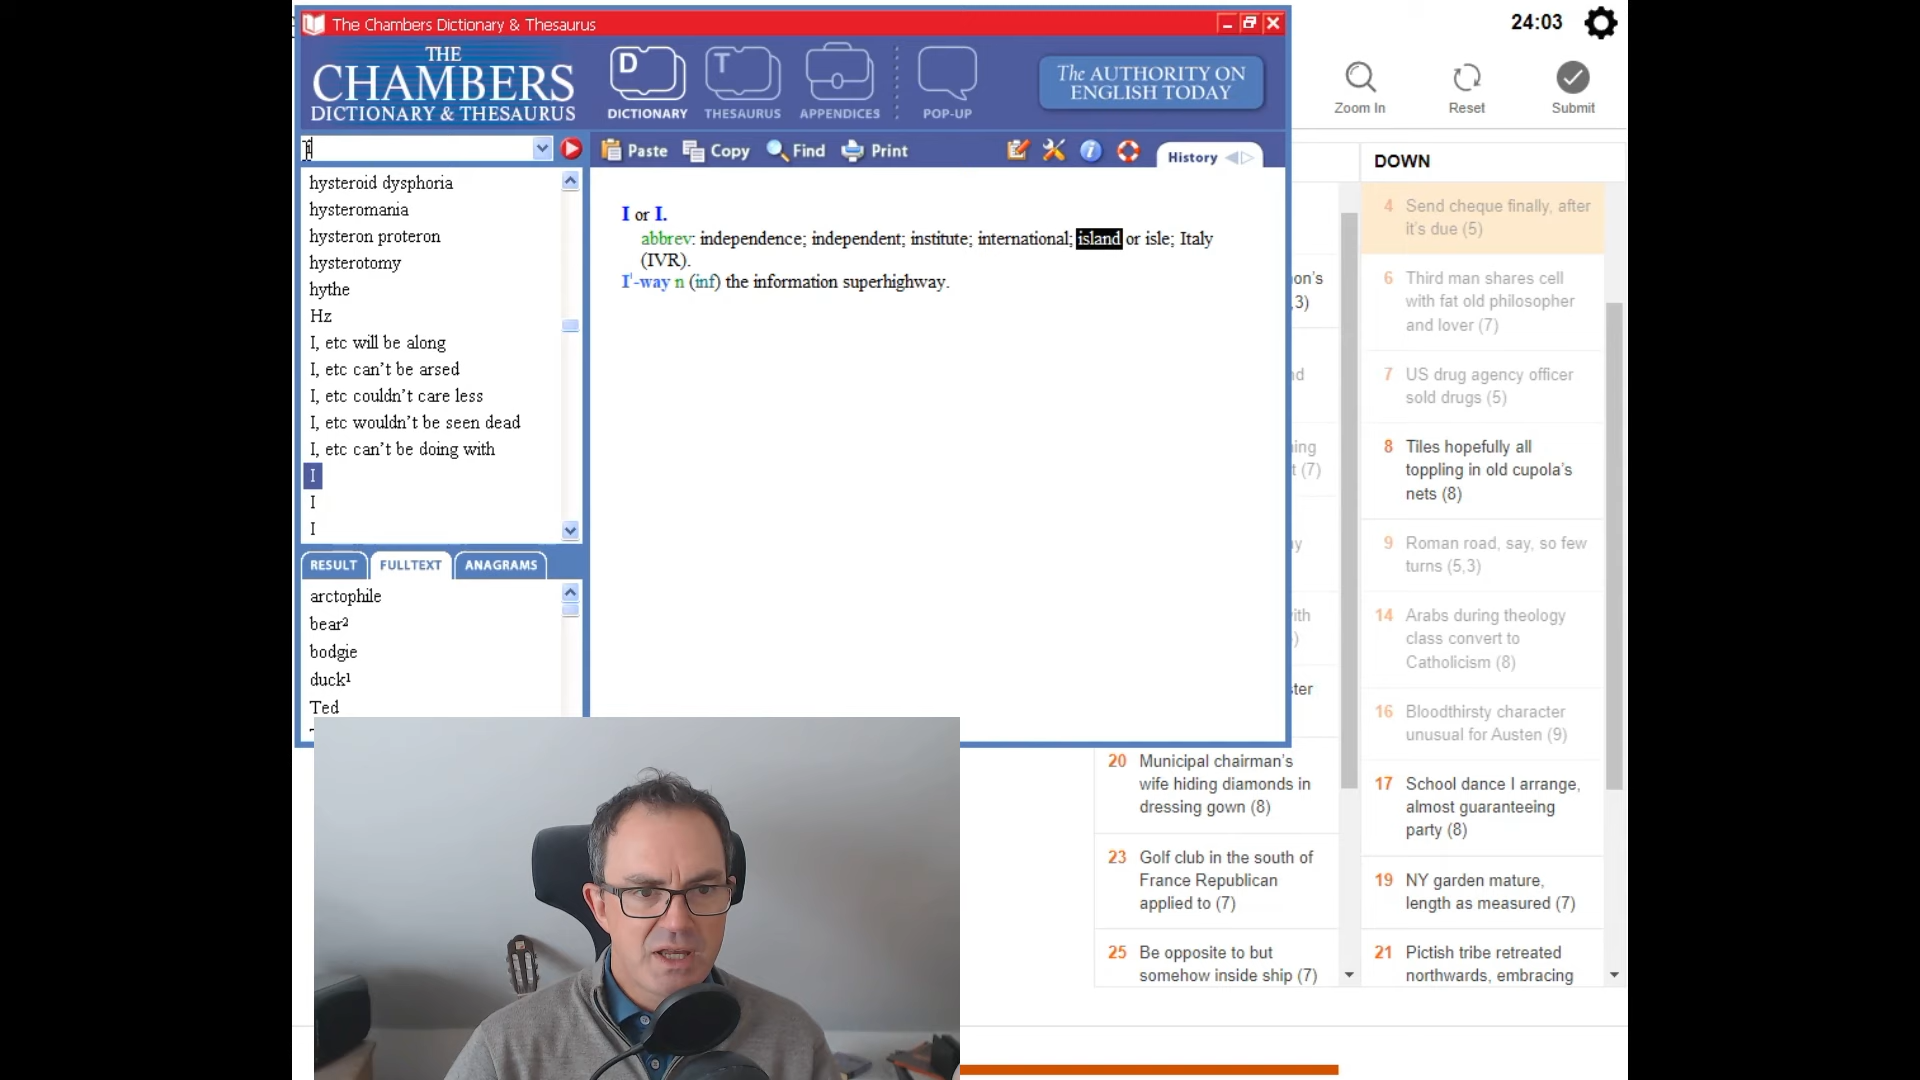 The Chambers Dictionary & Thesaurus
THE
CHAMBERS
DICTIONARY & THESAURUS
D
DICTIONARY
T
THESAURUS
APPENDICES
POP-UP
The AUTHORITY ON
ENGLISH TODAY
Paste
Copy
Find
Print
History
hysteroid dysphoria
hysteromania
hysteron proteron
hysterotomy
hythe
Hz
I, etc will be along
I, etc can't be arsed
I, etc couldn't care less
I, etc wouldn't be seen dead
I, etc can't be doing with
I
I
I
RESULT
FULLTEXT
ANAGRAMS
arctophile
bear²
bodgie
duck¹
Ted
I or I.
abbrev: independence; independent; institute; international; island or isle; Italy
(IVR).
I'-way n (inf) the information superhighway.
24:03
Zoom In
Reset
Submit
on's
,3)
nd
ing
t (7)
ay
ith
)
ster
20 Municipal chairman's
wife hiding diamonds in
dressing gown (8)
23 Golf club in the south of
France Republican
applied to (7)
25 Be opposite to but
somehow inside ship (7)
DOWN
4 Send cheque finally, after
it's due (5)
6 Third man shares cell
with fat old philosopher
and lover (7)
7 US drug agency officer
sold drugs (5)
8 Tiles hopefully all
toppling in old cupola's
nets (8)
9 Roman road, say, so few
turns (5,3)
14 Arabs during theology
class convert to
Catholicism (8)
16 Bloodthirsty character
unusual for Austen (9)
17 School dance I arrange,
almost guaranteeing
party (8)
19 NY garden mature,
length as measured (7)
21 Pictish tribe retreated
northwards, embracing